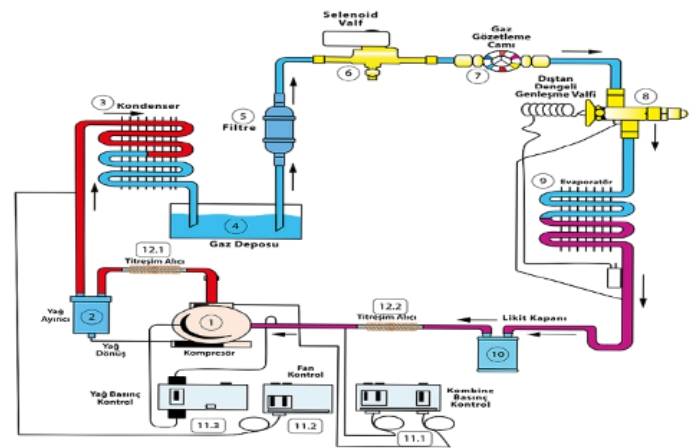 Selenoid
Valf
6
Gaz
Gözetleme
Camı
7
Dıştan
Dengeli
Genleşme Valfi
8
3
Kondenser
5
Filtre
9
Evaporatör
4
Gaz Deposu
12.1
Titreşim Alıcı
Yağ
Ayırıcı
2
1
Yağ
Dönüş
Kompresör
12.2
Titreşim Alıcı
Likit Kapanı
10
Yağ Basınç
Kontrol
11.3
Fan
Kontrol
11.2
Kombine
Basınç
Kontrol
11.1